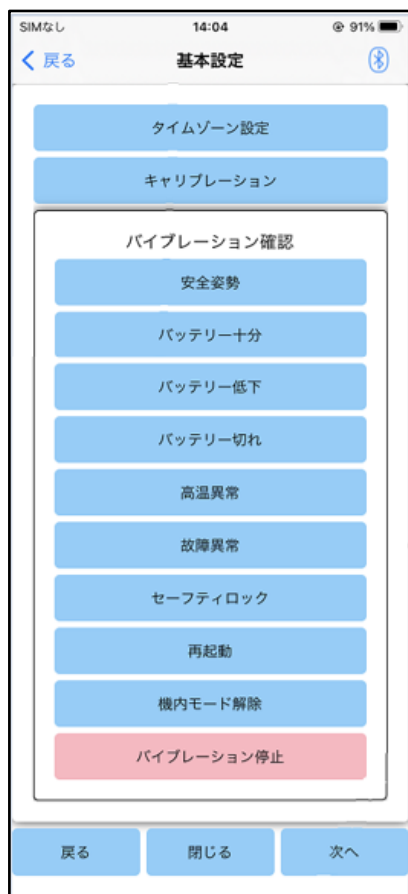 SIMなし 14:04 91%
戻る 基本設定
タイムゾーン設定
キャリブレーション
バイブレーション確認
安全姿勢
バッテリー十分
バッテリー低下
バッテリー切れ
高温異常
故障異常
セーフティロック
再起動
機内モード解除
バイブレーション停止
戻る 閉じる 次へ